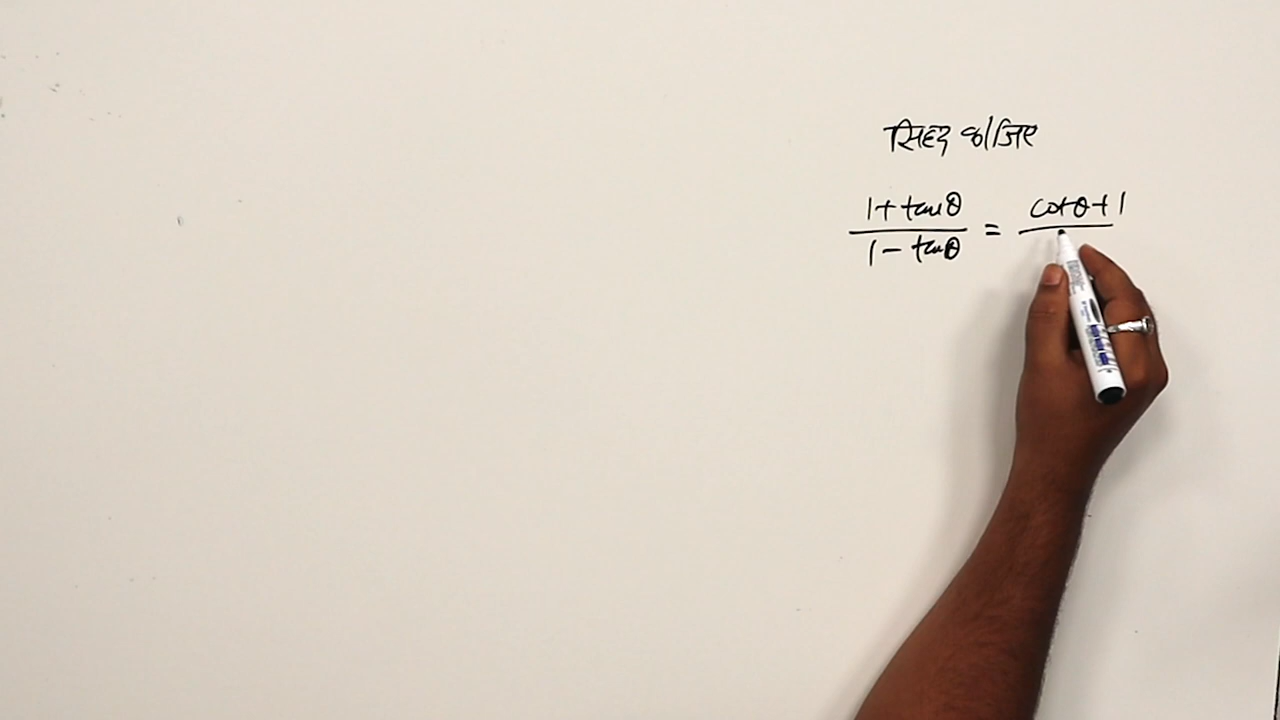 सिद्ध कीजिए
1 + tanθ / 1 - tanθ = cotθ + 1 /